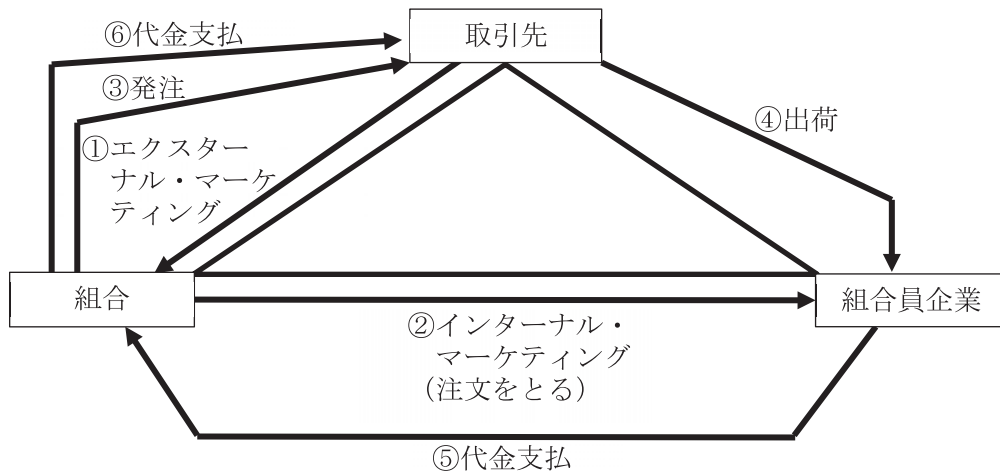 ⑥代金支払
取引先
③発注
④出荷
①エクスター
ナル・マーケ
ティング
組合
組合員企業
②インターナル・
マーケティング
(注文をとる)
⑤代金支払